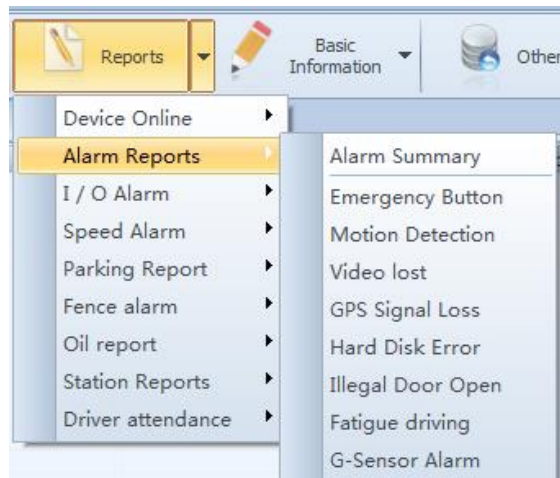 Reports
Basic
Information
Other
Device Online
Alarm Reports
I / O Alarm
Speed Alarm
Parking Report
Fence alarm
Oil report
Station Reports
Driver attendance
Alarm Summary
Emergency Button
Motion Detection
Video lost
GPS Signal Loss
Hard Disk Error
Illegal Door Open
Fatigue driving
G-Sensor Alarm